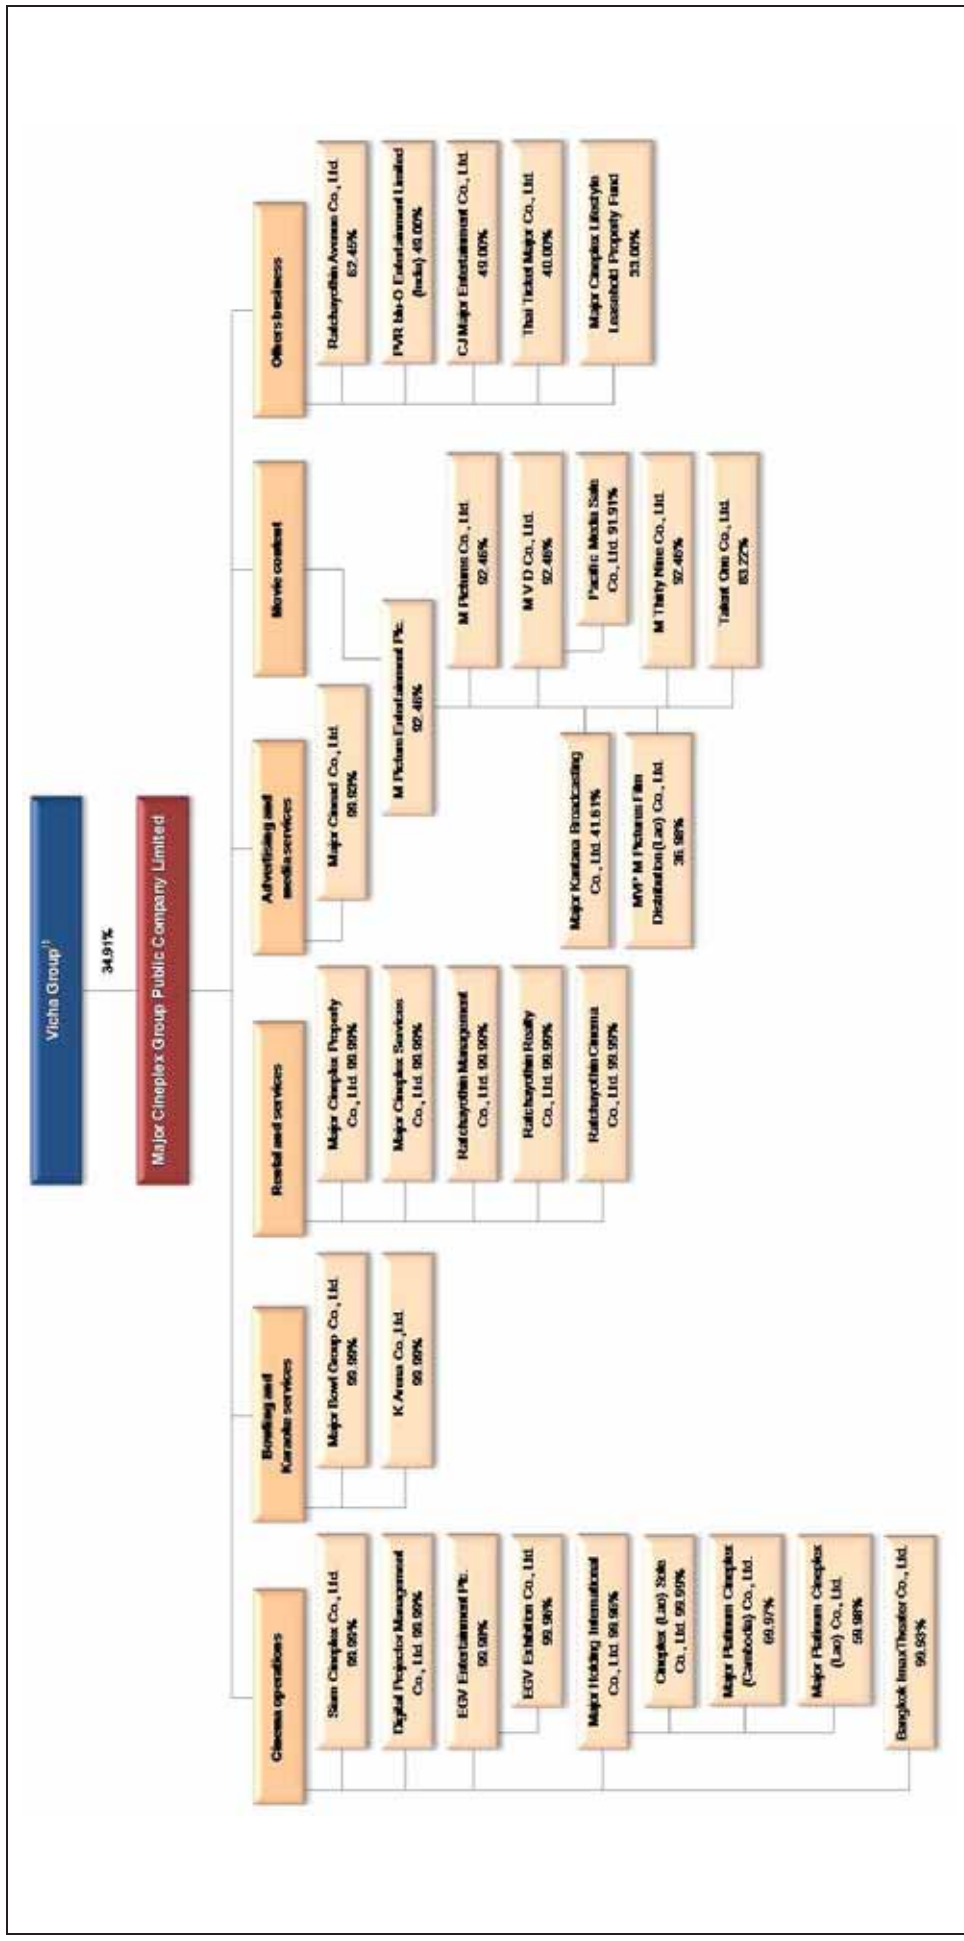 Vicha Group¹⁾
34.91%
Major Cineplex Group Public Company Limited
Cinema operations
Siam Cineplex Co., Ltd.
99.99%
Digital Projector Management
Co., Ltd. 99.99%
EGV Entertainment Plc.
99.98%
EGV Exhibition Co., Ltd.
99.96%
Major Holding International
Co., Ltd. 99.96%
Cineplex (Lao) Sole
Co., Ltd. 99.99%
Major Platinum Cineplex
(Cambodia) Co., Ltd.
69.97%
Major Platinum Cineplex
(Lao) Co., Ltd.
59.98%
Bangkok Imax Theater Co., Ltd.
99.93%
Bowling and
Karaoke services
Major Bowl Group Co., Ltd.
99.99%
K Arena Co.,Ltd.
99.99%
Rental and services
Major Cineplex Property
Co., Ltd. 99.99%
Major Cineplex Services
Co., Ltd. 99.99%
Ratchayothin Management
Co., Ltd. 99.99%
Ratchayothin Realty
Co., Ltd. 99.99%
Ratchayothin Cinema
Co., Ltd. 99.99%
Advertising and
media services
Major Cinead Co., Ltd.
99.93%
Movie content
M Picture Entertainment Plc.
92.46%
M Pictures Co., Ltd.
92.46%
M V D Co., Ltd.
92.46%
Pacific Media Sale
Co., Ltd. 91.91%
Major Kantana Broadcasting
Co., Ltd. 41.61%
MVP M Pictures Film
Distribution (Lao) Co., Ltd.
36.98%
M Thirty Nine Co., Ltd.
92.46%
Talent One Co., Ltd.
83.22%
Others business
Ratchayothin Avenue Co., Ltd.
62.45%
PVR blu-O Entertainment Limited
(India) 49.00%
CJ Major Entertainment Co., Ltd.
49.00%
Thai Ticket Major Co., Ltd.
40.00%
Major Cineplex Lifestyle
Leasehold Property Fund
33.00%